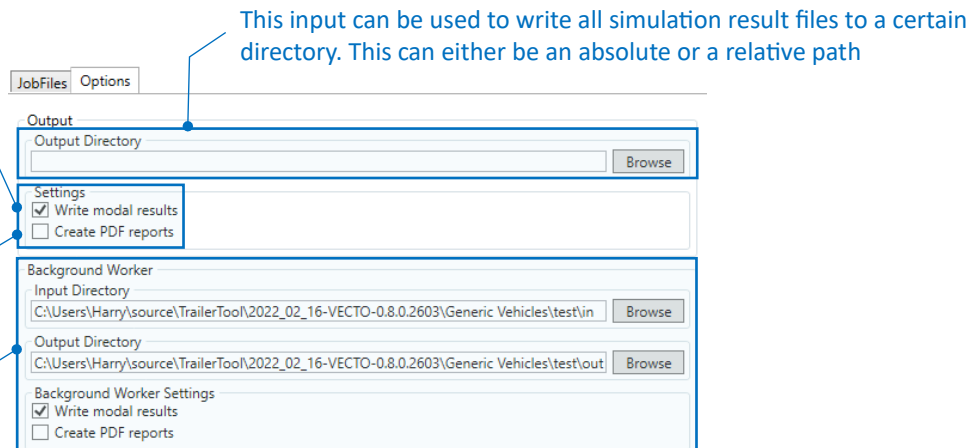 This input can be used to write all simulation result files to a certain
directory. This can either be an absolute or a relative path
JobFiles Options
Output
Output Directory
Browse
Settings
Write modal results
Create PDF reports
Background Worker
Input Directory
C:\Users\Harry\source\TrailerTool\2022_02_16-VECTO-0.8.0.2603\Generic Vehicles\test\in Browse
Output Directory
C:\Users\Harry\source\TrailerTool\2022_02_16-VECTO-0.8.0.2603\Generic Vehicles\test\out Browse
Background Worker Settings
Write modal results
Create PDF reports